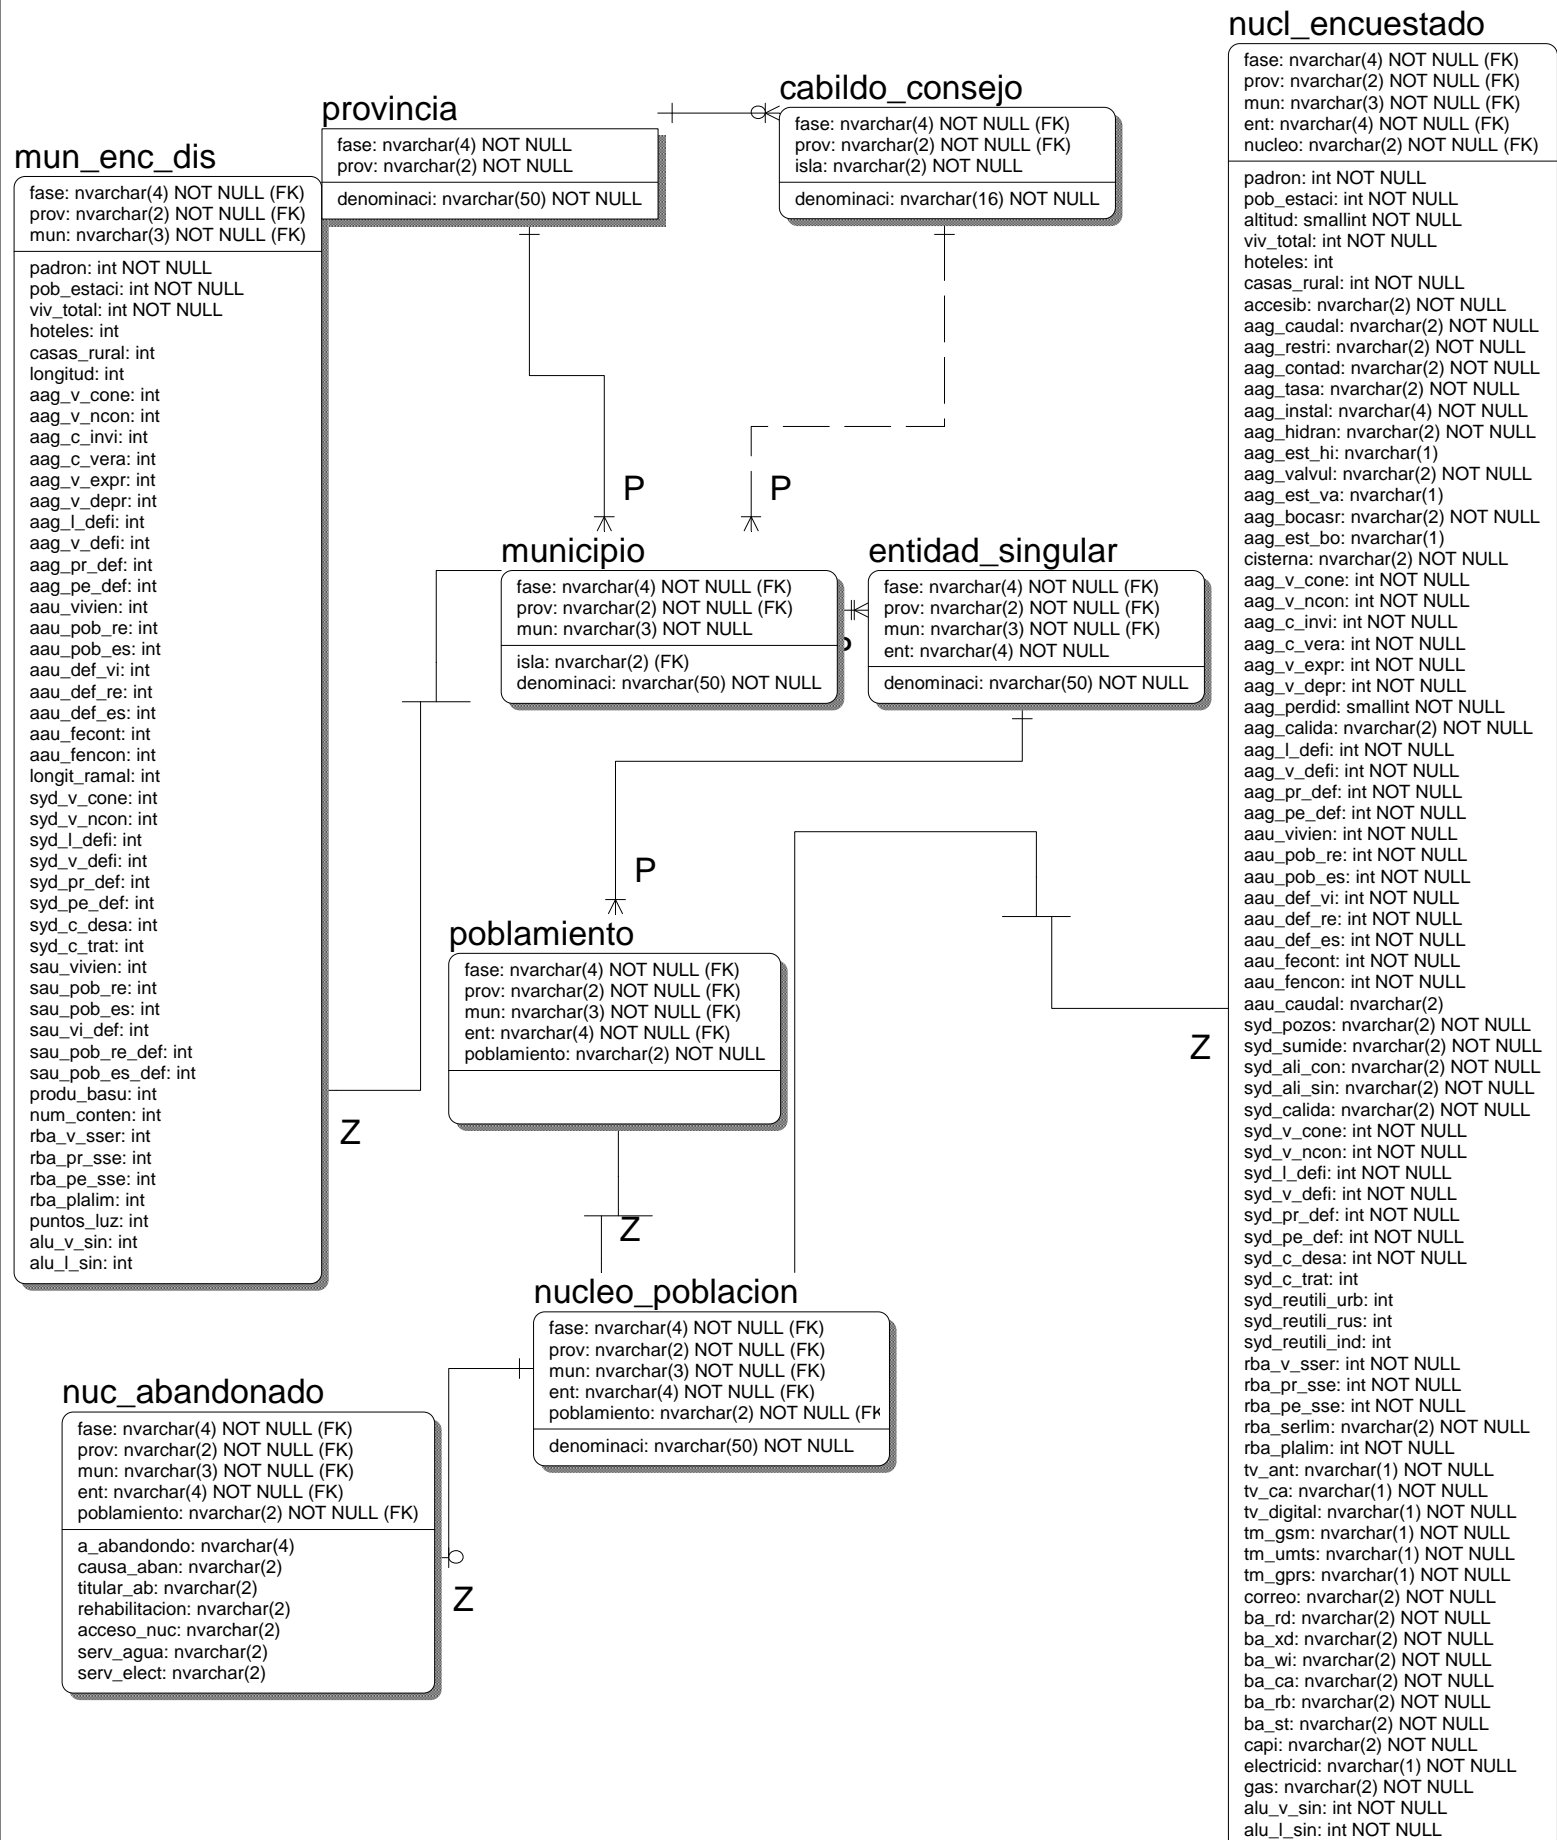 mun_enc_dis
fase: nvarchar(4) NOT NULL (FK)
prov: nvarchar(2) NOT NULL (FK)
mun: nvarchar(3) NOT NULL (FK)
padron: int NOT NULL
pob_estaci: int NOT NULL
viv_total: int NOT NULL
hoteles: int
casas_rural: int
longitud: int
aag_v_cone: int
aag_v_ncon: int
aag_c_invi: int
aag_c_vera: int
aag_v_expr: int
aag_v_depr: int
aag_l_defi: int
aag_v_defi: int
aag_pr_def: int
aag_pe_def: int
aau_vivien: int
aau_pob_re: int
aau_pob_es: int
aau_def_vi: int
aau_def_re: int
aau_def_es: int
aau_fecont: int
aau_fencon: int
longit_ramal: int
syd_v_cone: int
syd_v_ncon: int
syd_l_defi: int
syd_v_defi: int
syd_pr_def: int
syd_pe_def: int
syd_c_desa: int
syd_c_trat: int
sau_vivien: int
sau_pob_re: int
sau_pob_es: int
sau_vi_def: int
sau_pob_re_def: int
sau_pob_es_def: int
produ_basu: int
num_conten: int
rba_v_sser: int
rba_pr_sse: int
rba_pe_sse: int
rba_plalim: int
puntos_luz: int
alu_v_sin: int
alu_l_sin: int
Z
provincia
fase: nvarchar(4) NOT NULL
prov: nvarchar(2) NOT NULL
denominaci: nvarchar(50) NOT NULL
cabildo_consejo
fase: nvarchar(4) NOT NULL (FK)
prov: nvarchar(2) NOT NULL (FK)
isla: nvarchar(2) NOT NULL
denominaci: nvarchar(16) NOT NULL
P
P
municipio
fase: nvarchar(4) NOT NULL (FK)
prov: nvarchar(2) NOT NULL (FK)
mun: nvarchar(3) NOT NULL
isla: nvarchar(2) (FK)
denominaci: nvarchar(50) NOT NULL
entidad_singular
fase: nvarchar(4) NOT NULL (FK)
prov: nvarchar(2) NOT NULL (FK)
mun: nvarchar(3) NOT NULL (FK)
ent: nvarchar(4) NOT NULL
denominaci: nvarchar(50) NOT NULL
P
poblamiento
fase: nvarchar(4) NOT NULL (FK)
prov: nvarchar(2) NOT NULL (FK)
mun: nvarchar(3) NOT NULL (FK)
ent: nvarchar(4) NOT NULL (FK)
poblamiento: nvarchar(2) NOT NULL
Z
nucleo_poblacion
fase: nvarchar(4) NOT NULL (FK)
prov: nvarchar(2) NOT NULL (FK)
mun: nvarchar(3) NOT NULL (FK)
ent: nvarchar(4) NOT NULL (FK)
poblamiento: nvarchar(2) NOT NULL (FK
denominaci: nvarchar(50) NOT NULL
nuc_abandonado
fase: nvarchar(4) NOT NULL (FK)
prov: nvarchar(2) NOT NULL (FK)
mun: nvarchar(3) NOT NULL (FK)
ent: nvarchar(4) NOT NULL (FK)
poblamiento: nvarchar(2) NOT NULL (FK)
a_abandondo: nvarchar(4)
causa_aban: nvarchar(2)
titular_ab: nvarchar(2)
rehabilitacion: nvarchar(2)
acceso_nuc: nvarchar(2)
serv_agua: nvarchar(2)
serv_elect: nvarchar(2)
Z
Z
nucl_encuestado
fase: nvarchar(4) NOT NULL (FK)
prov: nvarchar(2) NOT NULL (FK)
mun: nvarchar(3) NOT NULL (FK)
ent: nvarchar(4) NOT NULL (FK)
nucleo: nvarchar(2) NOT NULL (FK)
padron: int NOT NULL
pob_estaci: int NOT NULL
altitud: smallint NOT NULL
viv_total: int NOT NULL
hoteles: int
casas_rural: int NOT NULL
accesib: nvarchar(2) NOT NULL
aag_caudal: nvarchar(2) NOT NULL
aag_restri: nvarchar(2) NOT NULL
aag_contad: nvarchar(2) NOT NULL
aag_tasa: nvarchar(2) NOT NULL
aag_instal: nvarchar(4) NOT NULL
aag_hidran: nvarchar(2) NOT NULL
aag_est_hi: nvarchar(1)
aag_valvul: nvarchar(2) NOT NULL
aag_est_va: nvarchar(1)
aag_bocasr: nvarchar(2) NOT NULL
aag_est_bo: nvarchar(1)
cisterna: nvarchar(2) NOT NULL
aag_v_cone: int NOT NULL
aag_v_ncon: int NOT NULL
aag_c_invi: int NOT NULL
aag_c_vera: int NOT NULL
aag_v_expr: int NOT NULL
aag_v_depr: int NOT NULL
aag_perdid: smallint NOT NULL
aag_calida: nvarchar(2) NOT NULL
aag_l_defi: int NOT NULL
aag_v_defi: int NOT NULL
aag_pr_def: int NOT NULL
aag_pe_def: int NOT NULL
aau_vivien: int NOT NULL
aau_pob_re: int NOT NULL
aau_pob_es: int NOT NULL
aau_def_vi: int NOT NULL
aau_def_re: int NOT NULL
aau_def_es: int NOT NULL
aau_fecont: int NOT NULL
aau_fencon: int NOT NULL
aau_caudal: nvarchar(2)
syd_pozos: nvarchar(2) NOT NULL
syd_sumide: nvarchar(2) NOT NULL
syd_ali_con: nvarchar(2) NOT NULL
syd_ali_sin: nvarchar(2) NOT NULL
syd_calida: nvarchar(2) NOT NULL
syd_v_cone: int NOT NULL
syd_v_ncon: int NOT NULL
syd_l_defi: int NOT NULL
syd_v_defi: int NOT NULL
syd_pr_def: int NOT NULL
syd_pe_def: int NOT NULL
syd_c_desa: int NOT NULL
syd_c_trat: int
syd_reutili_urb: int
syd_reutili_rus: int
syd_reutili_ind: int
rba_v_sser: int NOT NULL
rba_pr_sse: int NOT NULL
rba_pe_sse: int NOT NULL
rba_serlim: nvarchar(2) NOT NULL
rba_plalim: int NOT NULL
tv_ant: nvarchar(1) NOT NULL
tv_ca: nvarchar(1) NOT NULL
tv_digital: nvarchar(1) NOT NULL
tm_gsm: nvarchar(1) NOT NULL
tm_umts: nvarchar(1) NOT NULL
tm_gprs: nvarchar(1) NOT NULL
correo: nvarchar(2) NOT NULL
ba_rd: nvarchar(2) NOT NULL
ba_xd: nvarchar(2) NOT NULL
ba_wi: nvarchar(2) NOT NULL
ba_ca: nvarchar(2) NOT NULL
ba_rb: nvarchar(2) NOT NULL
ba_st: nvarchar(2) NOT NULL
capi: nvarchar(2) NOT NULL
electricid: nvarchar(1) NOT NULL
gas: nvarchar(2) NOT NULL
alu_v_sin: int NOT NULL
alu_l_sin: int NOT NULL